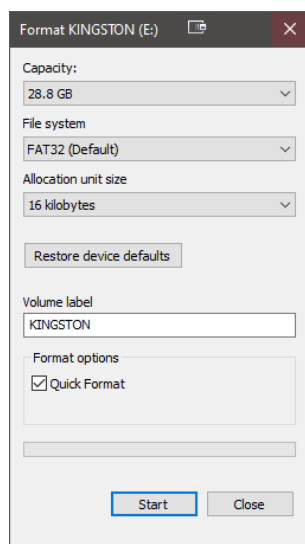 Format KINGSTON (E:)
Capacity:
28.8 GB
File system
FAT32 (Default)
Allocation unit size
16 kilobytes
Restore device defaults
Volume label
KINGSTON
Format options
Quick Format
Start
Close